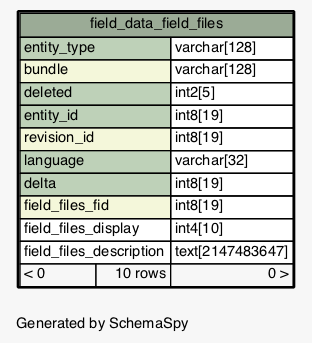 field_data_field_files
entity_type varchar[128]
bundle varchar[128]
deleted int2[5]
entity_id int8[19]
revision_id int8[19]
language varchar[32]
delta int8[19]
field_files_fid int8[19]
field_files_display int4[10]
field_files_description text[2147483647]
< 0 10 rows 0 >
Generated by SchemaSpy